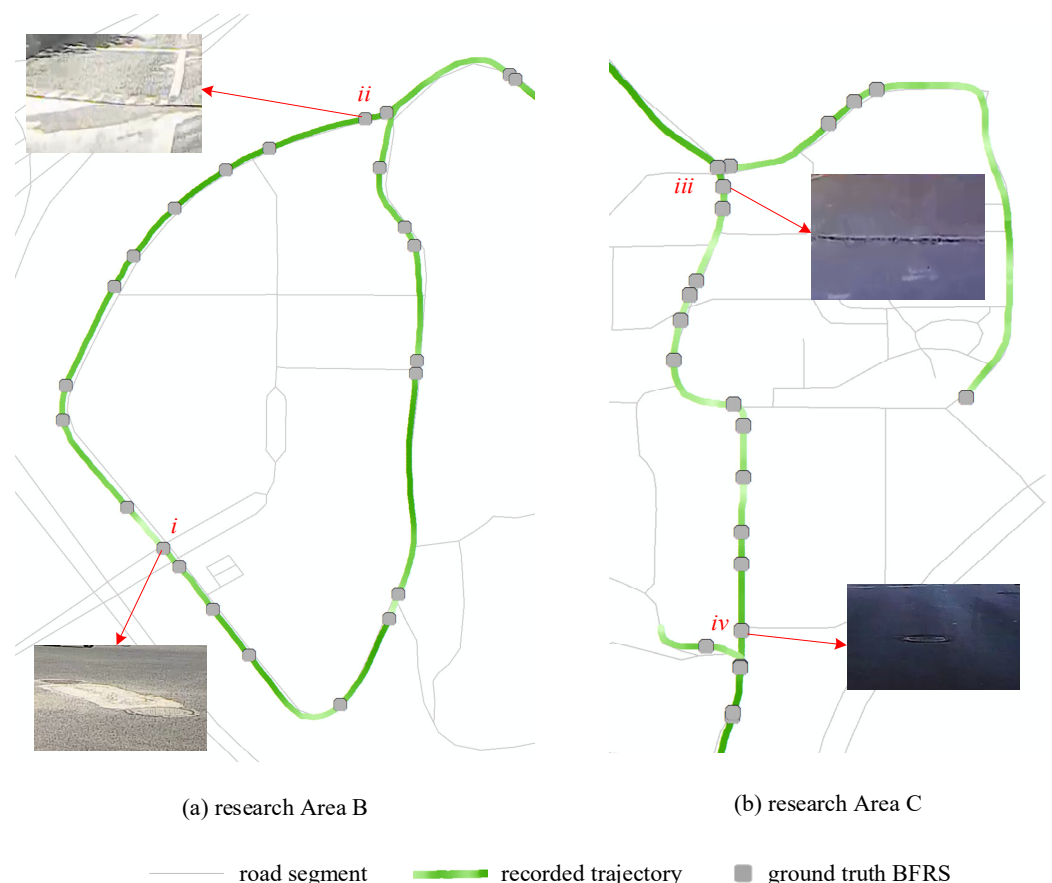 ii
iii
i
iv
(a) research Area B
(b) research Area C
road segment
recorded trajectory
ground truth BFRS